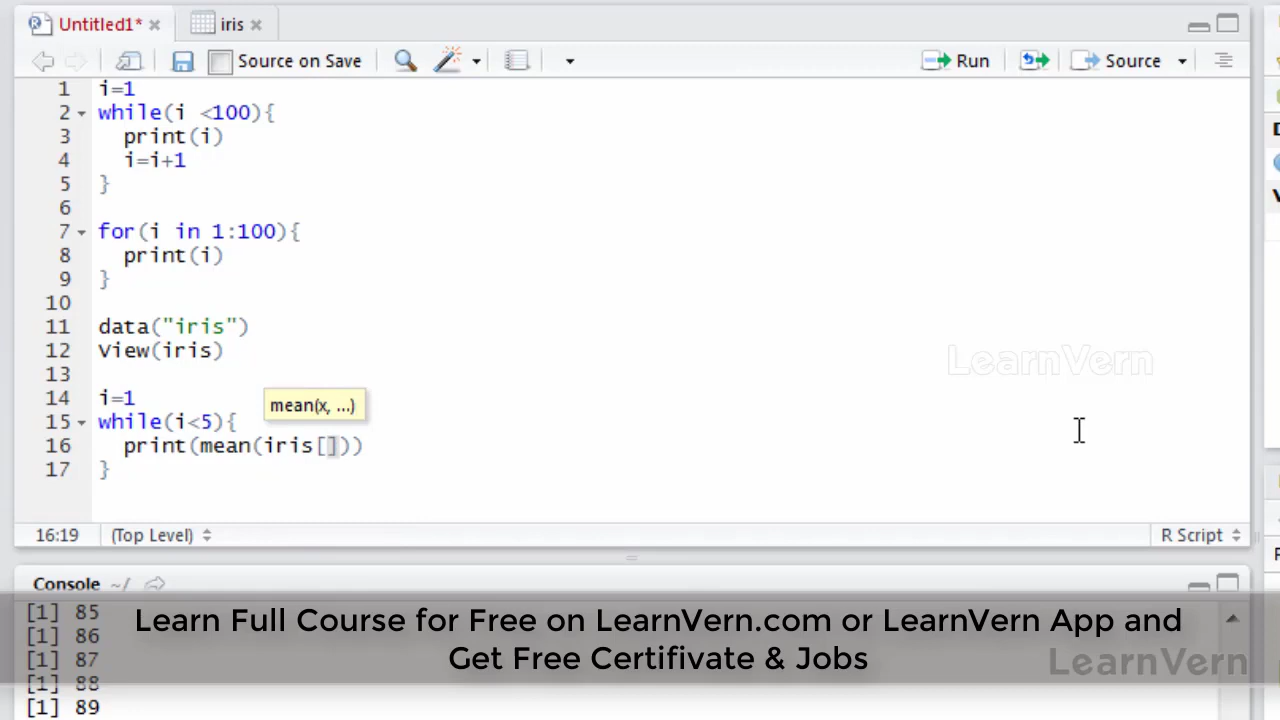 Untitled1*
iris
Source on Save
Run
Source
1 i=1
2 while(i <100){
3 print(i)
4 i=i+1
5 }
6
7 for(i in 1:100){
8 print(i)
9 }
10
11 data("iris")
12 View(iris)
13
14 i=1
mean(x, ...)
15 while(i<5){
16 print(mean(iris[]))
17 }
LearnVern
16:19 (Top Level) R Script
Console ~/
[1] 85
[1] 86
[1] 87
[1] 88
[1] 89
Learn Full Course for Free on LearnVern.com or LearnVern App and
Get Free Certifivate & Jobs
LearnVern